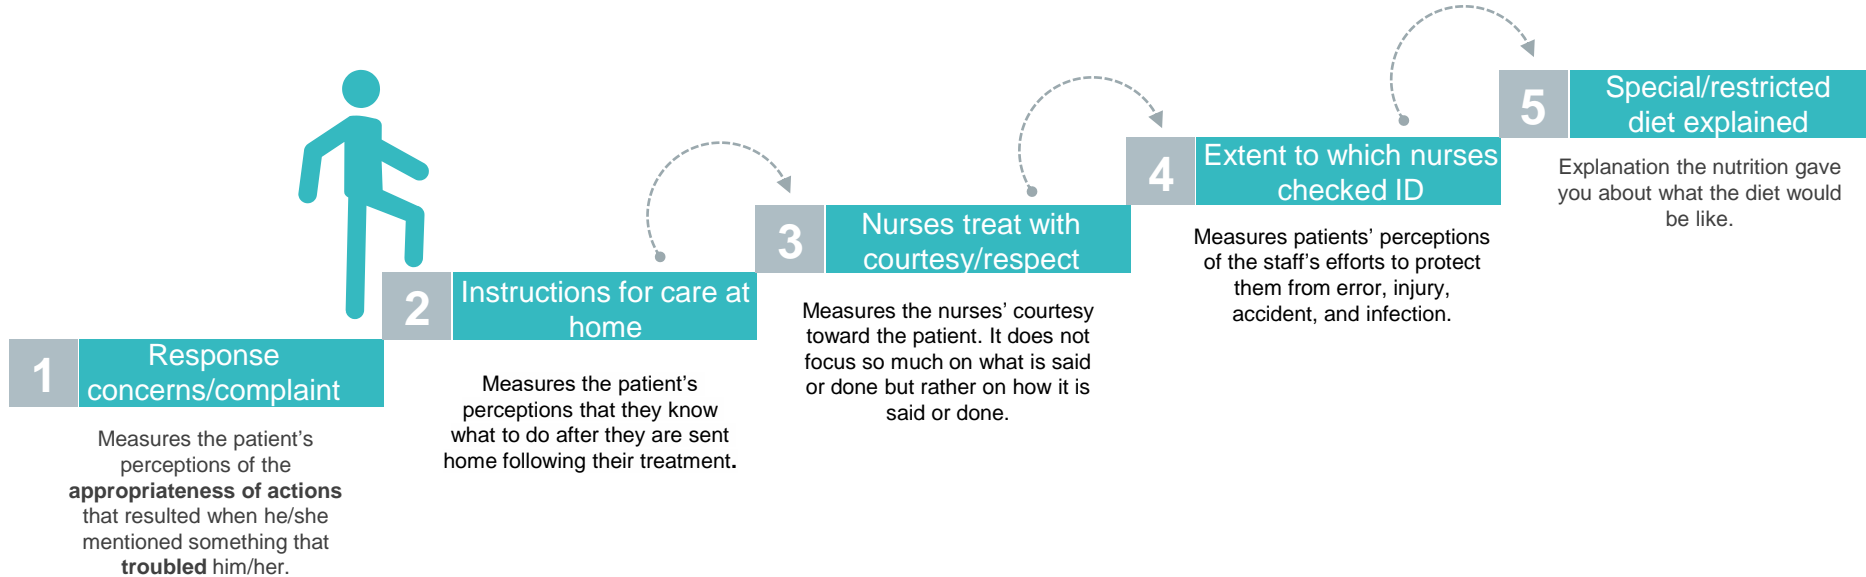 1
Response
concerns/complaint
Measures the patient’s
perceptions of the
appropriateness of actions
that resulted when he/she
mentioned something that
troubled him/her.
2
Instructions for care at
home
Measures the patient’s
perceptions that they know
what to do after they are sent
home following their treatment.
3
Nurses treat with
courtesy/respect
Measures the nurses’ courtesy
toward the patient. It does not
focus so much on what is said
or done but rather on how it is
said or done.
4
Extent to which nurses
checked ID
Measures patients’ perceptions
of the staff’s efforts to protect
them from error, injury,
accident, and infection.
5
Special/restricted
diet explained
Explanation the nutrition gave
you about what the diet would
be like.